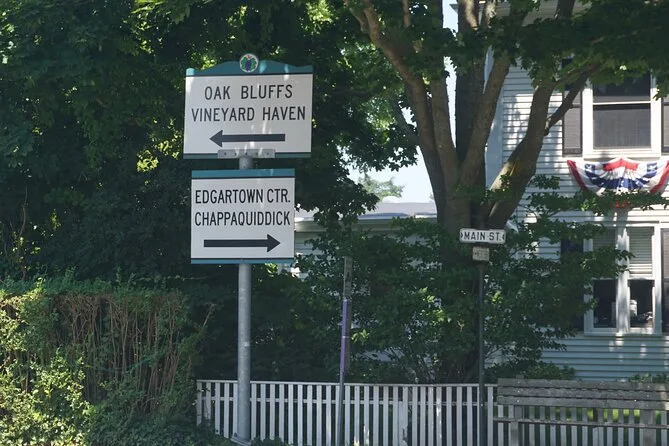 OAK BLUFFS
VINEYARD HAVEN
EDGARTOWN CTR.
CHAPPAQUIDDICK
MAIN ST.